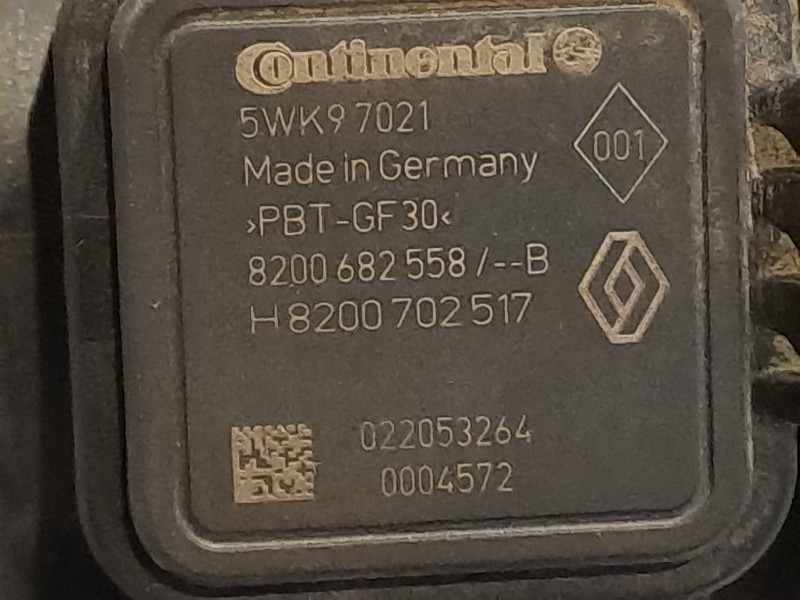 Continental
5WK9 7021
001
Made in Germany
›PBT-GF30‹
8200 682 558 /--B
H 8200 702 517
022053264
0004572